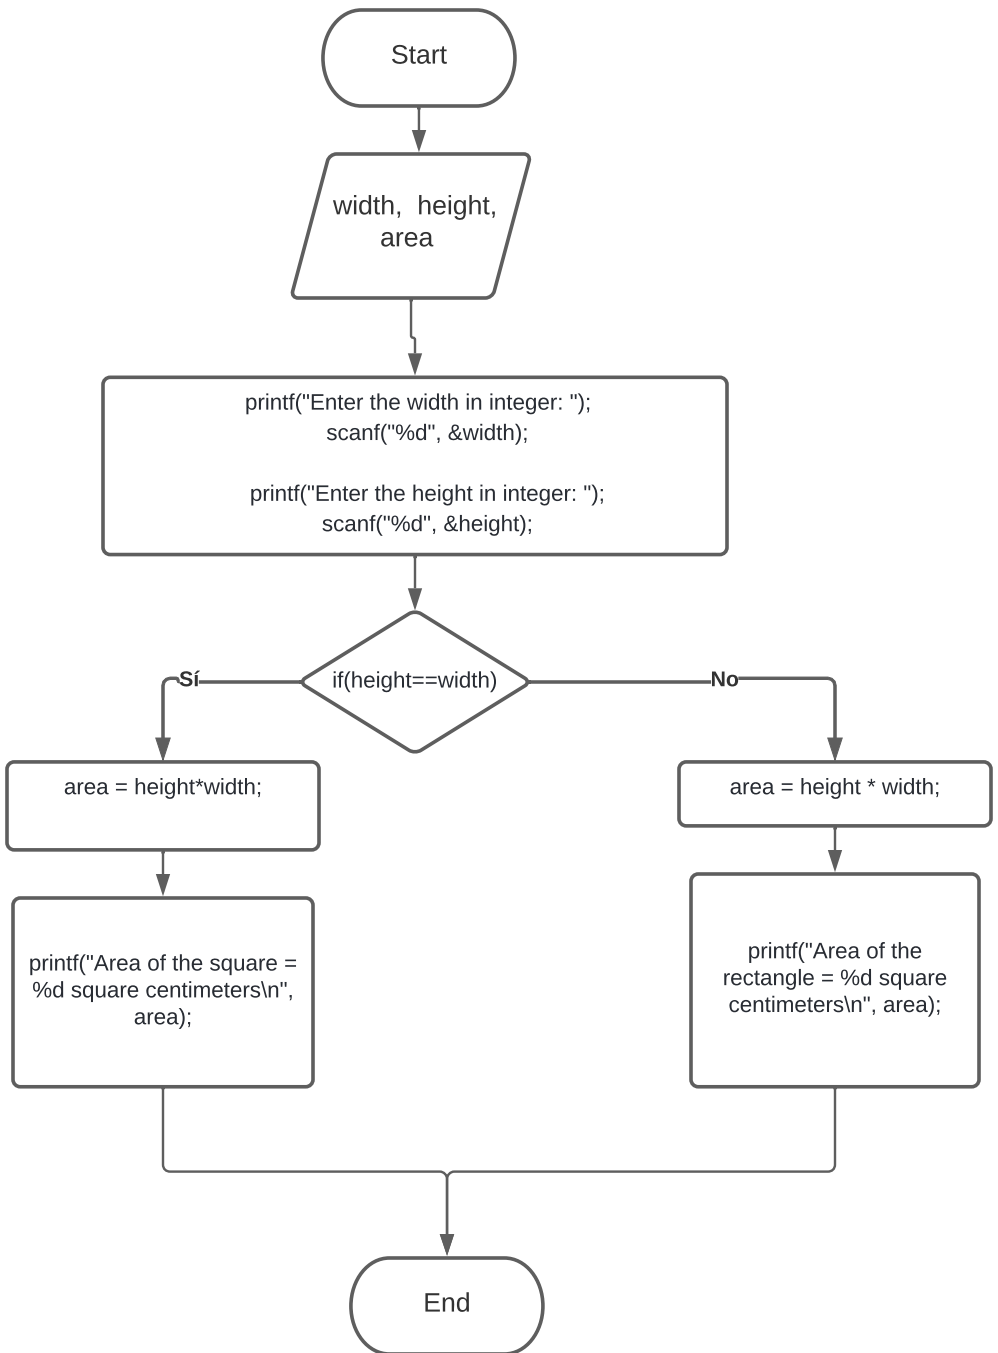 Start
width,  height,
area
printf("Enter the width in integer: ");
scanf("%d", &width);
printf("Enter the height in integer: ");
scanf("%d", &height);
if(height==width)
Sí
No
area = height*width;
area = height * width;
printf("Area of the square =
%d square centimeters\n",
area);
printf("Area of the
rectangle = %d square
centimeters\n", area);
End